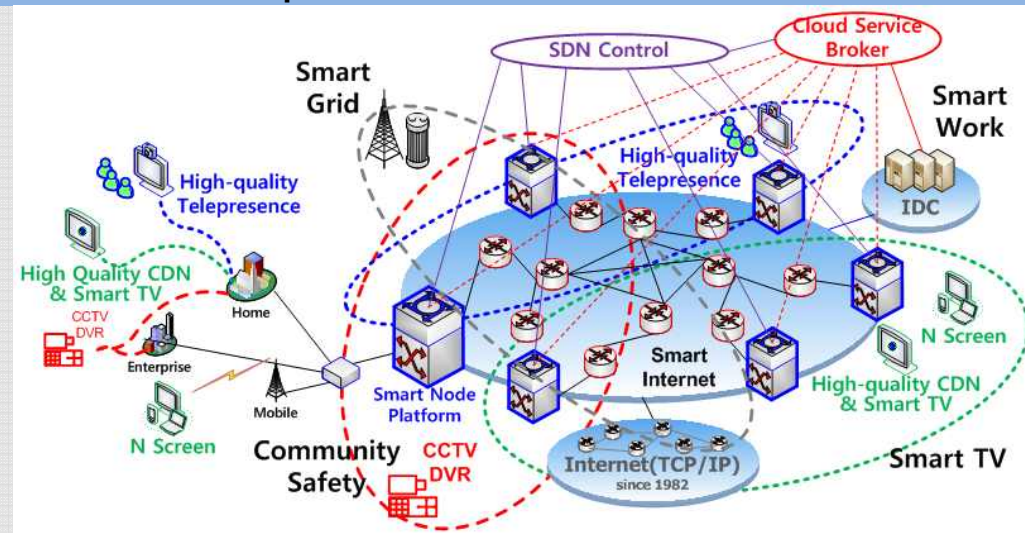 SDN Control
Cloud Service
Broker
Smart
Grid
Smart
Work
High-quality
Telepresence
High-quality
Telepresence
IDC
High Quality CDN
& Smart TV
CCTV
DVR
Home
Enterprise
N Screen
Mobile
Smart Node
Platform
Smart
Internet
N Screen
High-quality CDN
& Smart TV
Community
Safety
CCTV
DVR
Internet(TCP/IP)
since 1982
Smart TV